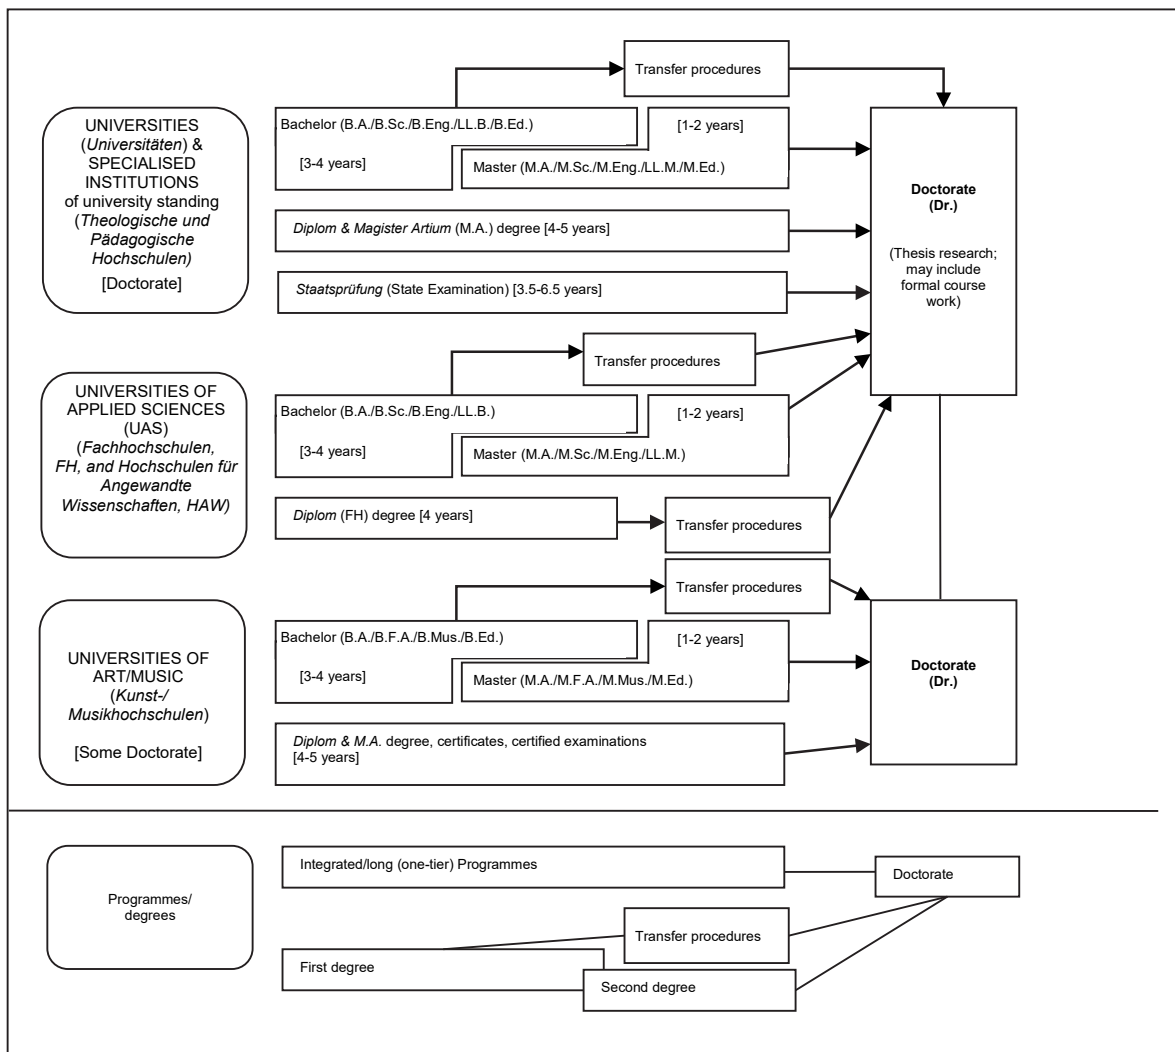 Transfer procedures
UNIVERSITIES
(Universitäten) &
SPECIALISED
INSTITUTIONS
of university standing
(Theologische und
Pädagogische
Hochschulen)
[Doctorate]
Bachelor (B.A./B.Sc./B.Eng./LL.B./B.Ed.)
[3-4 years]
[1-2 years]
Master (M.A./M.Sc./M.Eng./LL.M./M.Ed.)
Diplom & Magister Artium (M.A.) degree [4-5 years]
Staatsprüfung (State Examination) [3.5-6.5 years]
Doctorate
(Dr.)
(Thesis research;
may include
formal course
work)
Transfer procedures
UNIVERSITIES OF
APPLIED SCIENCES
(UAS)
(Fachhochschulen,
FH, and Hochschulen für
Angewandte
Wissenschaften, HAW)
Bachelor (B.A./B.Sc./B.Eng./LL.B.)
[3-4 years]
[1-2 years]
Master (M.A./M.Sc./M.Eng./LL.M.)
Diplom (FH) degree [4 years]
Transfer procedures
Transfer procedures
UNIVERSITIES OF
ART/MUSIC
(Kunst-/
Musikhochschulen)
[Some Doctorate]
Bachelor (B.A./B.F.A./B.Mus./B.Ed.)
[3-4 years]
[1-2 years]
Master (M.A./M.F.A./M.Mus./M.Ed.)
Diplom & M.A. degree, certificates, certified examinations
[4-5 years]
Doctorate
(Dr.)
Programmes/
degrees
Integrated/long (one-tier) Programmes
Doctorate
Transfer procedures
First degree
Second degree